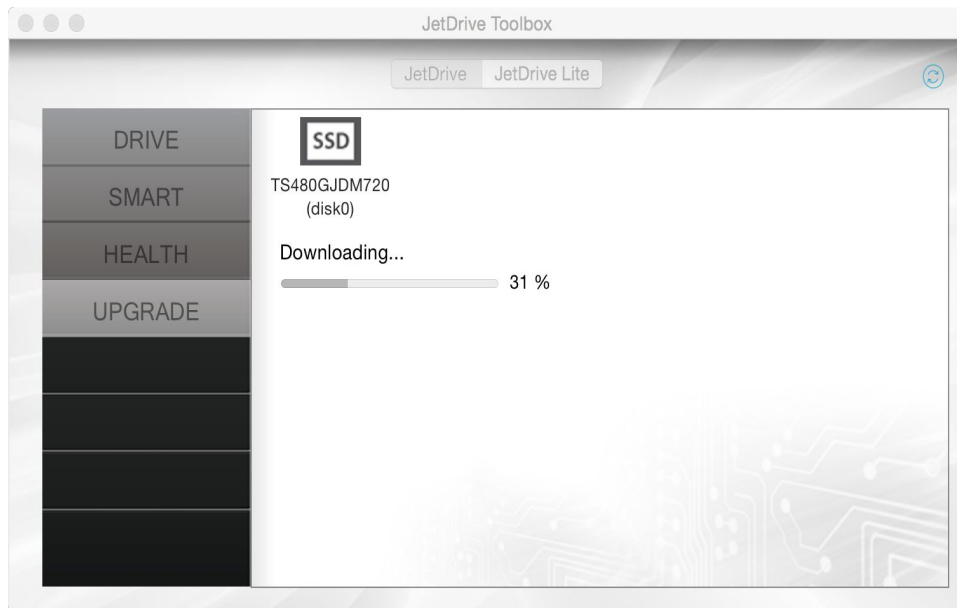 JetDrive Toolbox
JetDrive JetDrive Lite
DRIVE
SMART
HEALTH
UPGRADE
SSD
TS480GJDM720
(disk0)
Downloading...
31 %